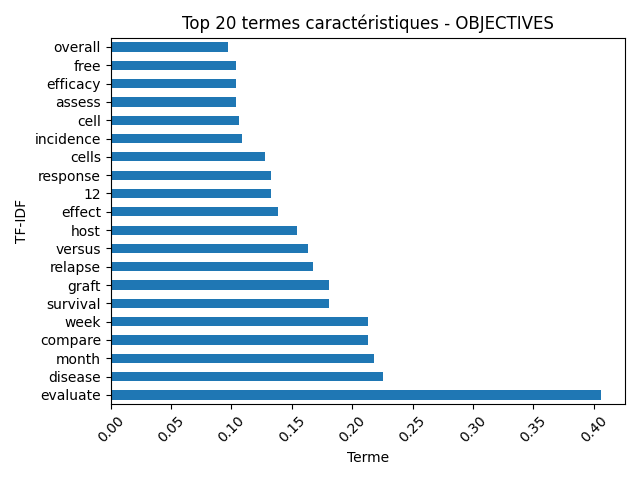 Top 20 termes caractéristiques - OBJECTIVES
overall
free
efficacy
assess
cell
incidence
cells
response
12
effect
host
versus
relapse
graft
survival
week
compare
month
disease
evaluate
TF-IDF
0.00 0.05 0.10 0.15 0.20 0.25 0.30 0.35 0.40
Terme